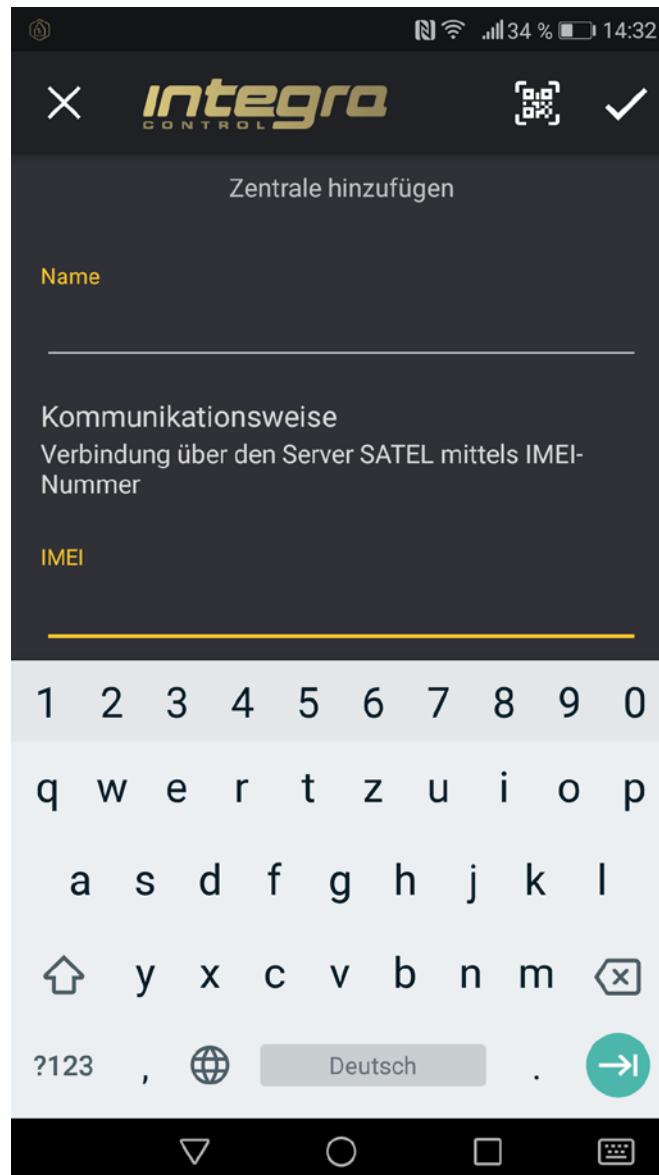 34 % 14:32
Integra
CONTROL
Zentrale hinzufügen
Name
Kommunikationsweise
Verbindung über den Server SATEL mittels IMEI-
Nummer
IMEI
1 2 3 4 5 6 7 8 9 0
q w e r t z u i o p
a s d f g h j k l
y x c v b n m
?123 , Deutsch .